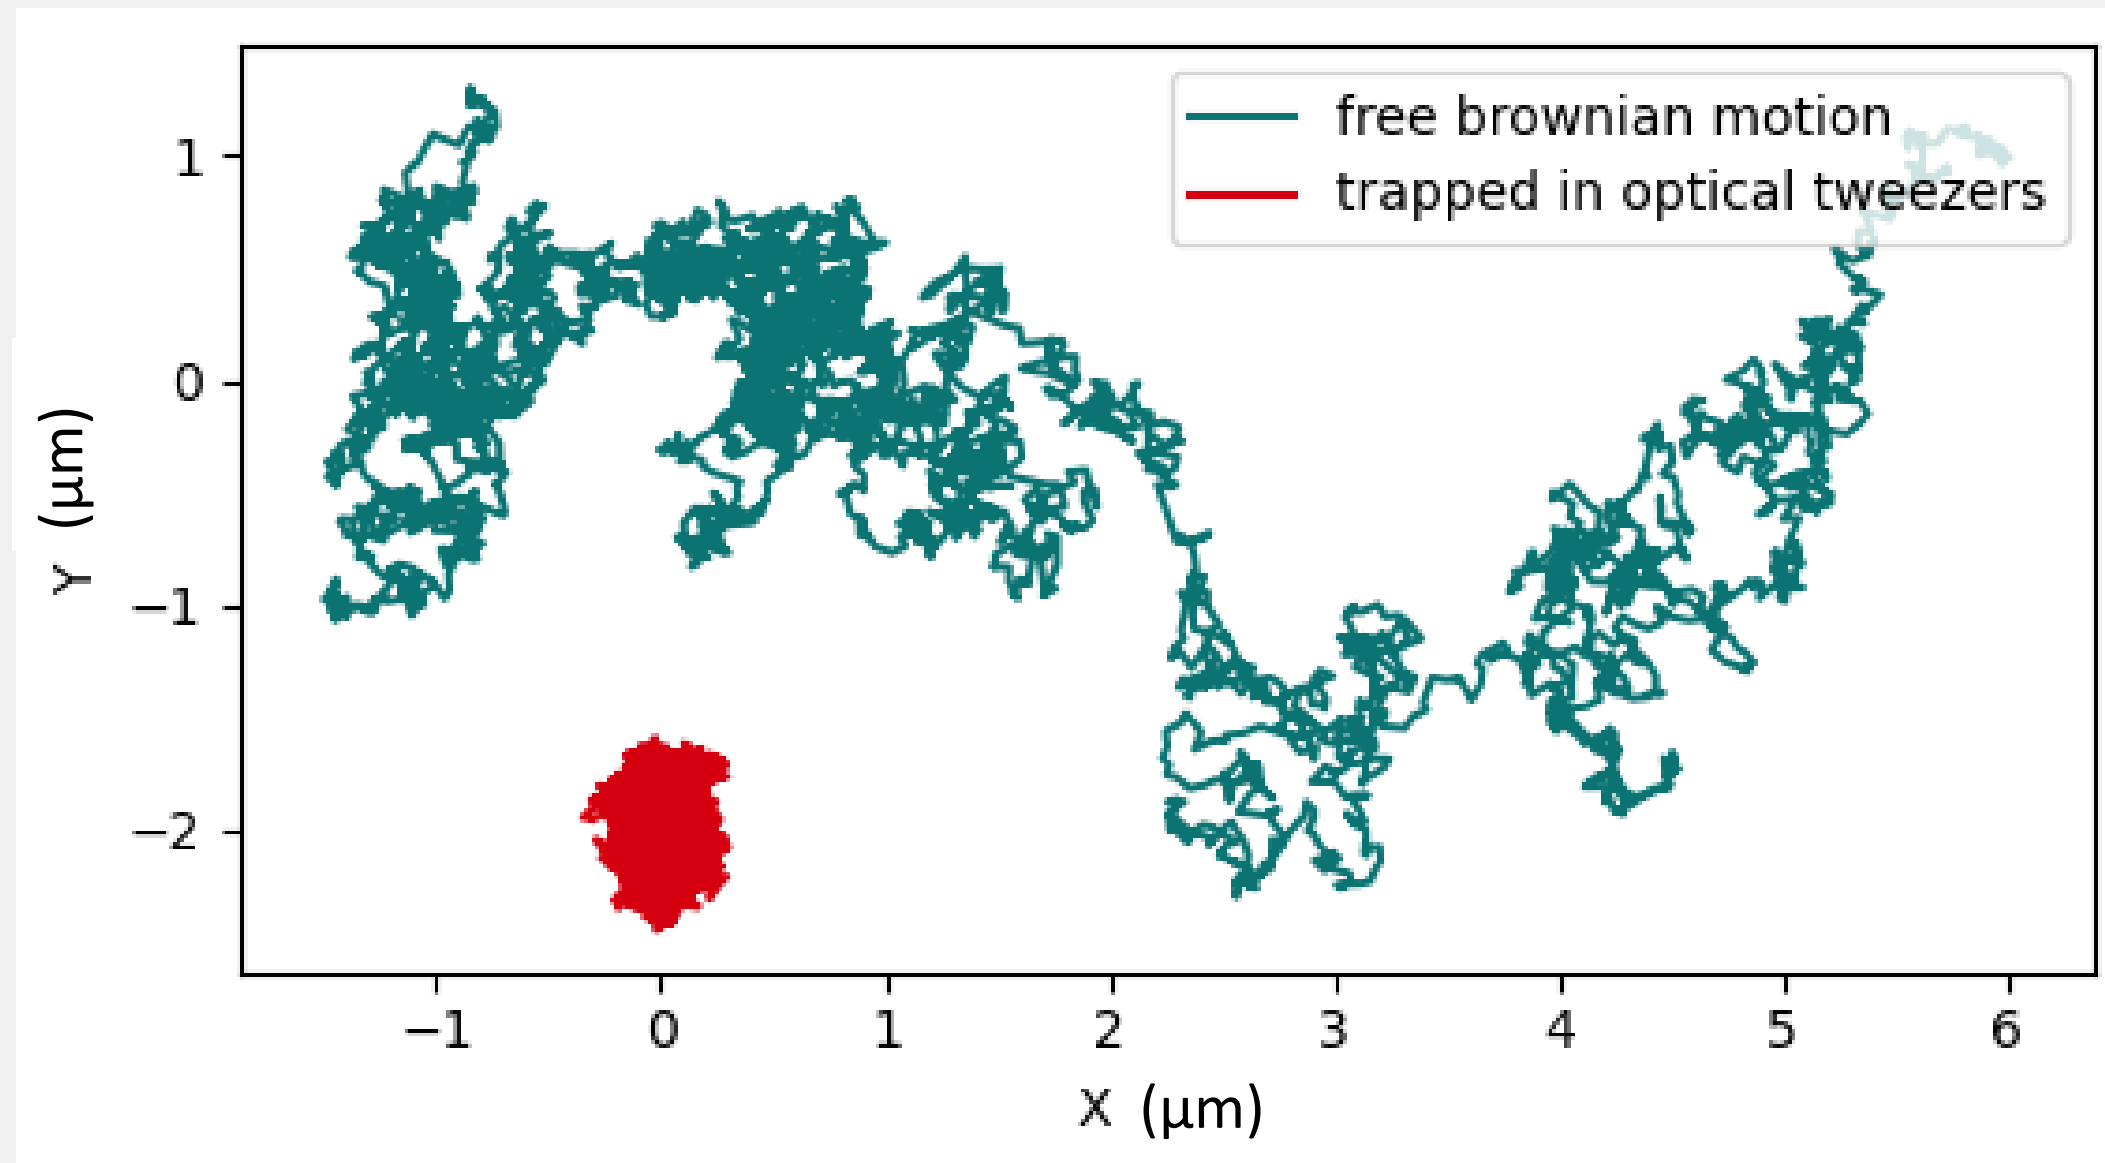 free brownian motion
trapped in optical tweezers
1
0
−1
−2
Y (μm)
−1 0 1 2 3 4 5 6
X (μm)